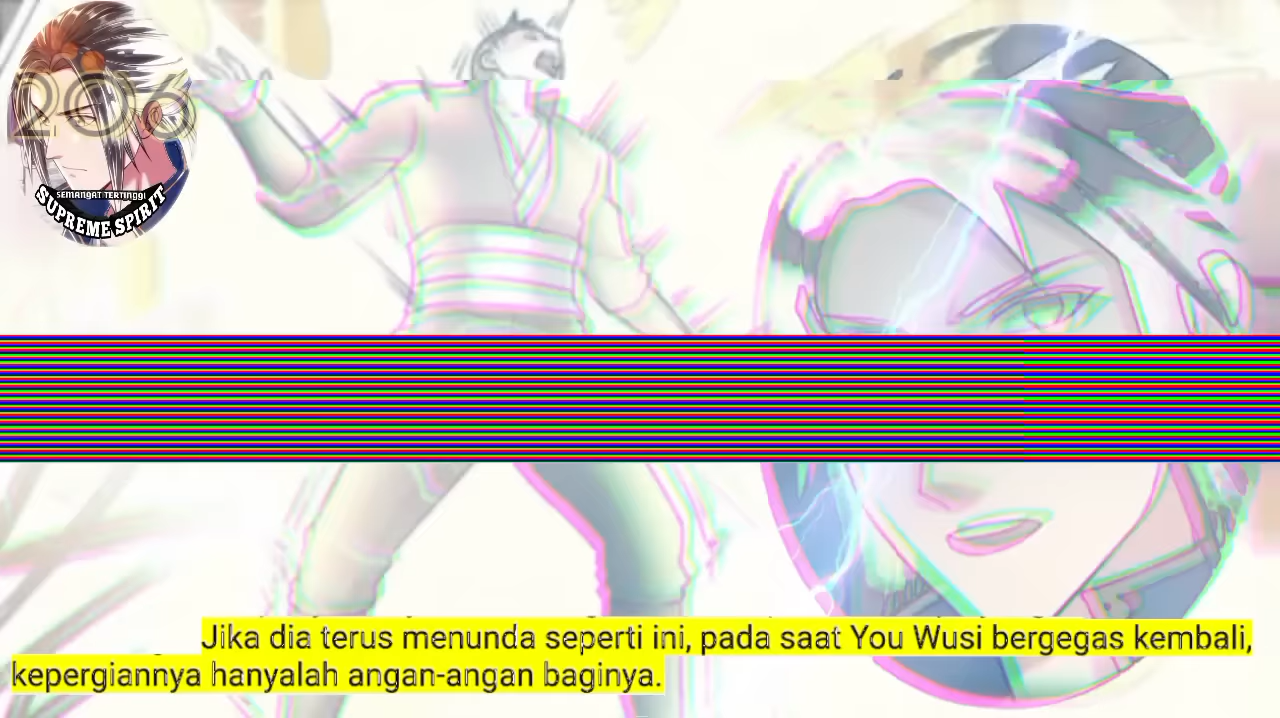 206
SEMANGAT TERTINGGI
SUPREME SPIRIT
Jika dia terus menunda seperti ini, pada saat You Wusi bergegas kembali,
kepergiannya hanyalah angan-angan baginya.